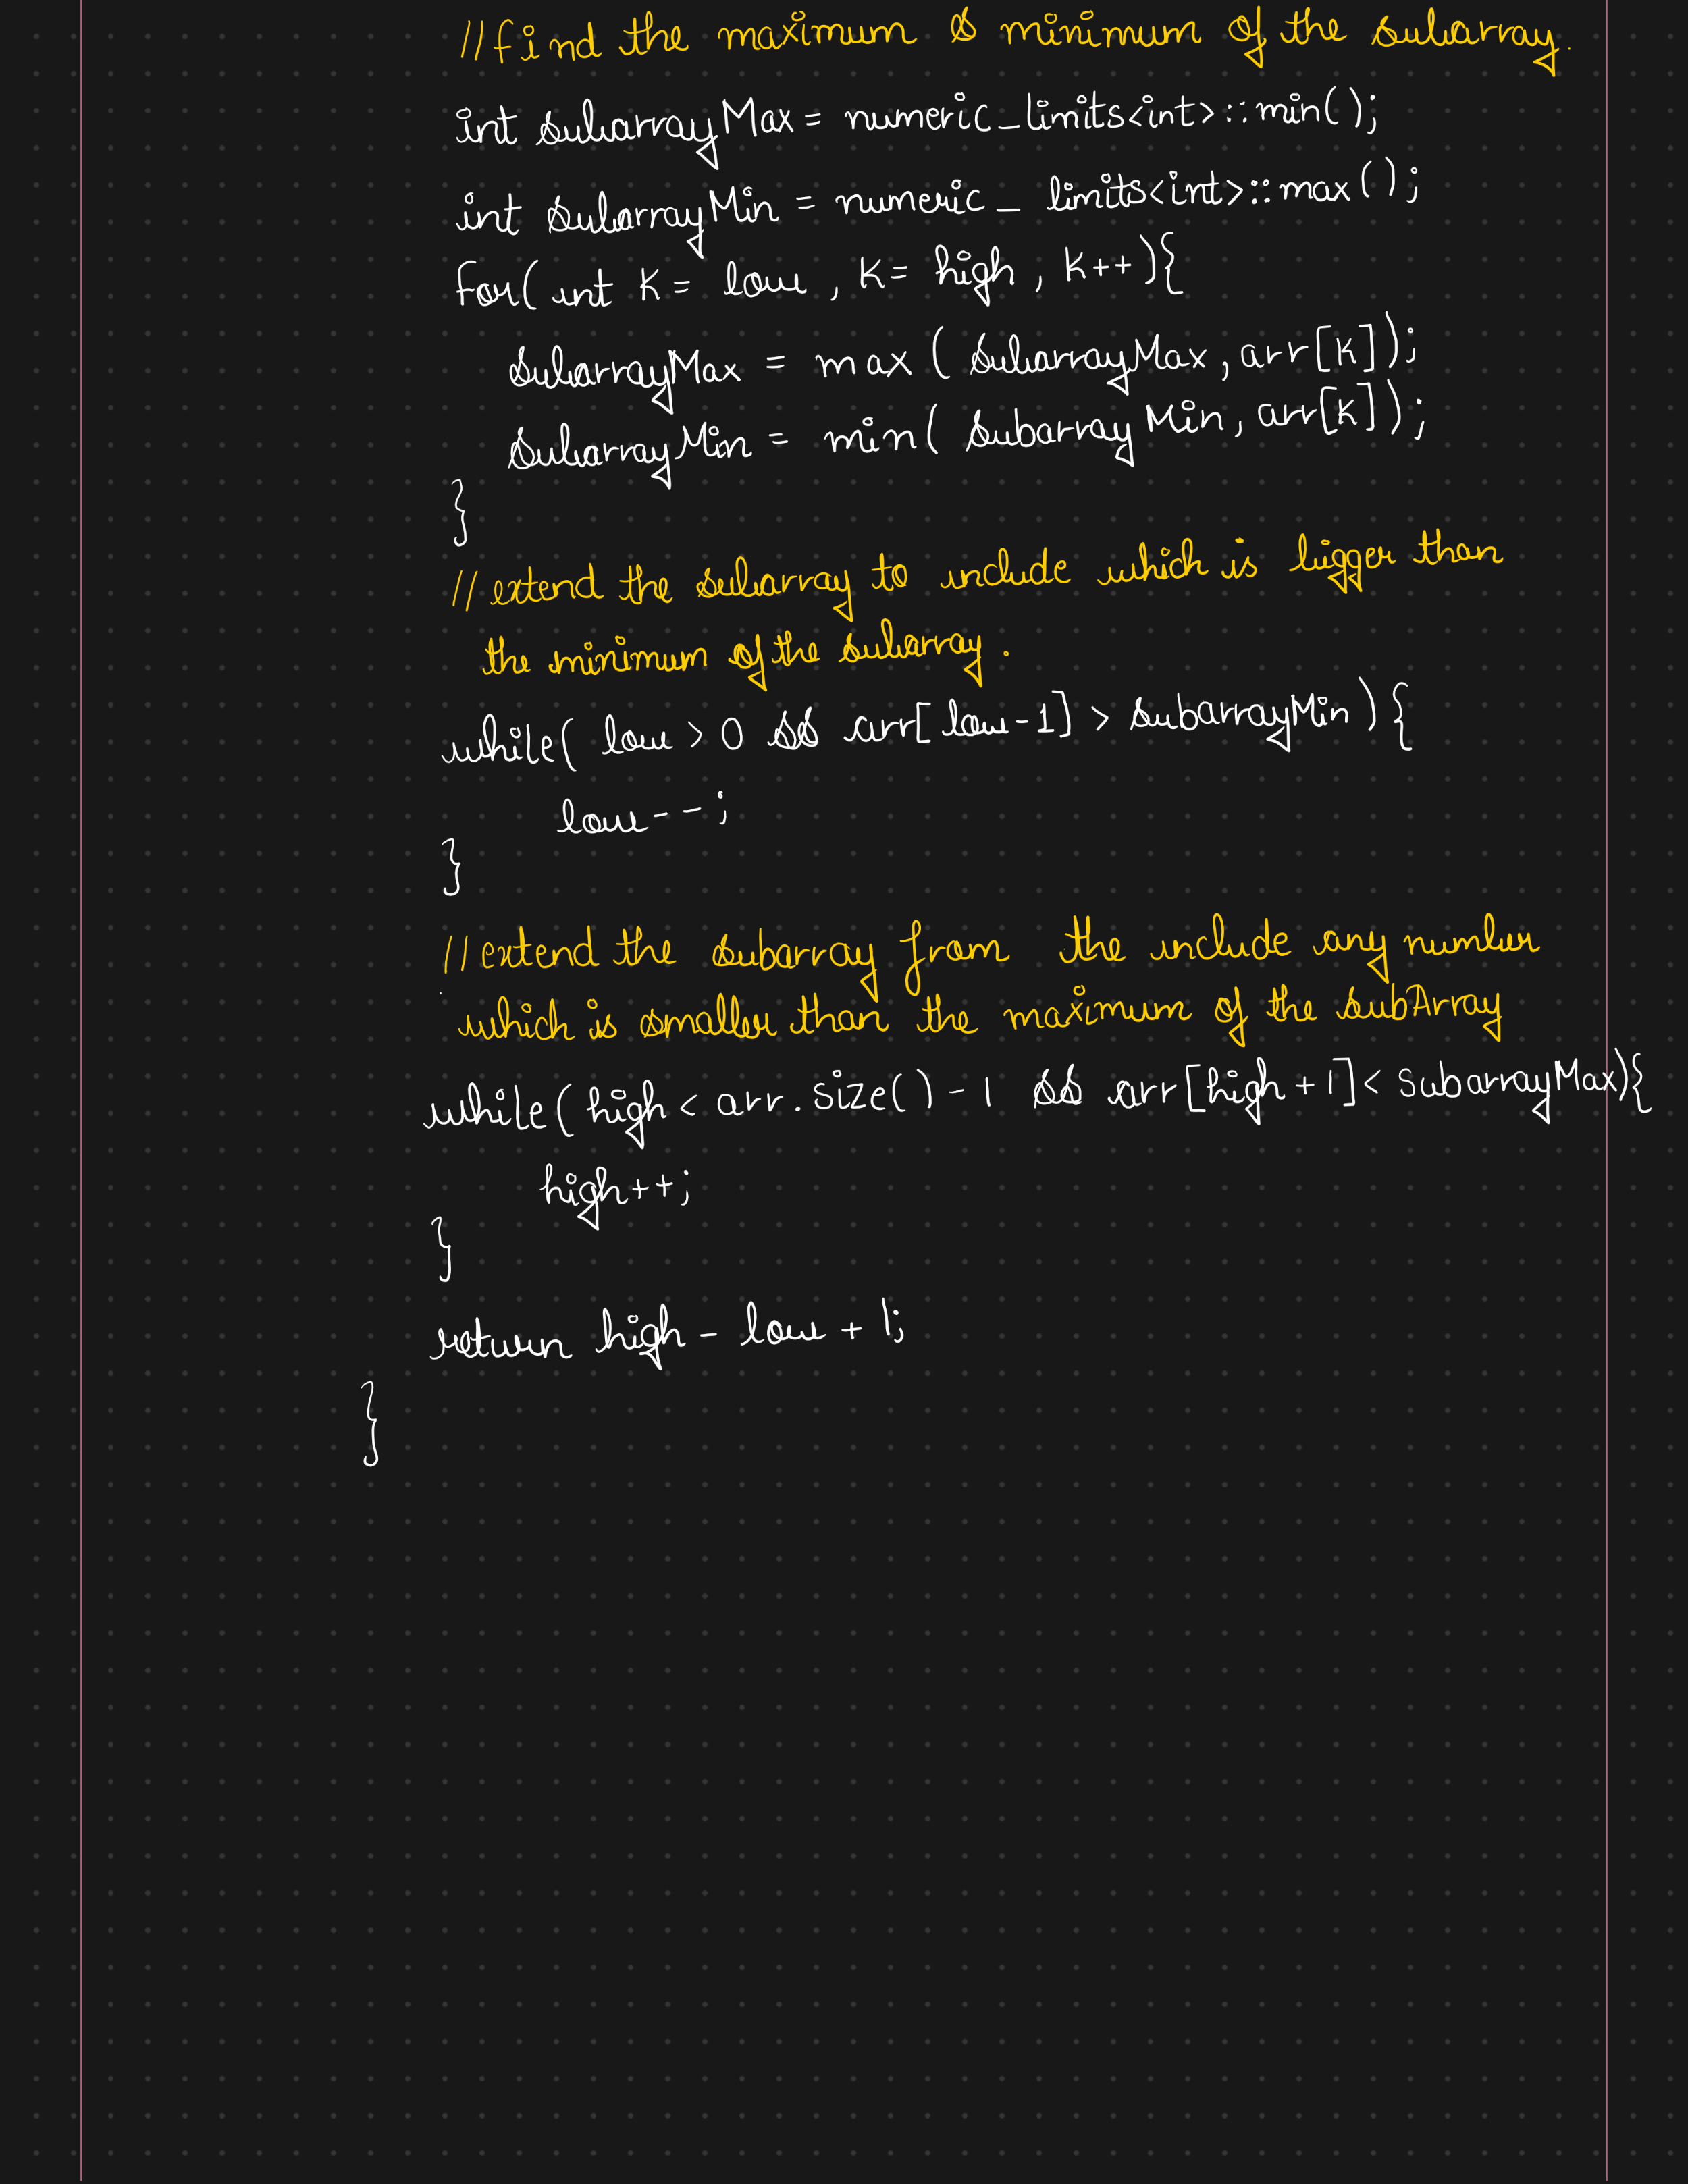 //find the maximum & minimum of the subarray.
int subarrayMax = numeric_limits<int>::min();
int subarrayMin = numeric_ limits<int>::max();
for( int K = low , K= high , K++){
subarrayMax = max ( subarrayMax , arr[K]);
subarrayMin = min( subarray Min, arr[K]);
}
// extend the subarray to include which is bigger than
the minimum of the subarray .
while( low > 0 && arr[ low-1] > subarrayMin ) {
low--;
}
//extend the subarray from the include any number
which is smaller than the maximum of the subArray
while( high < arr.size() - 1 && arr[high + 1] < SubarrayMax){
high++;
}
return high - low + 1;
}